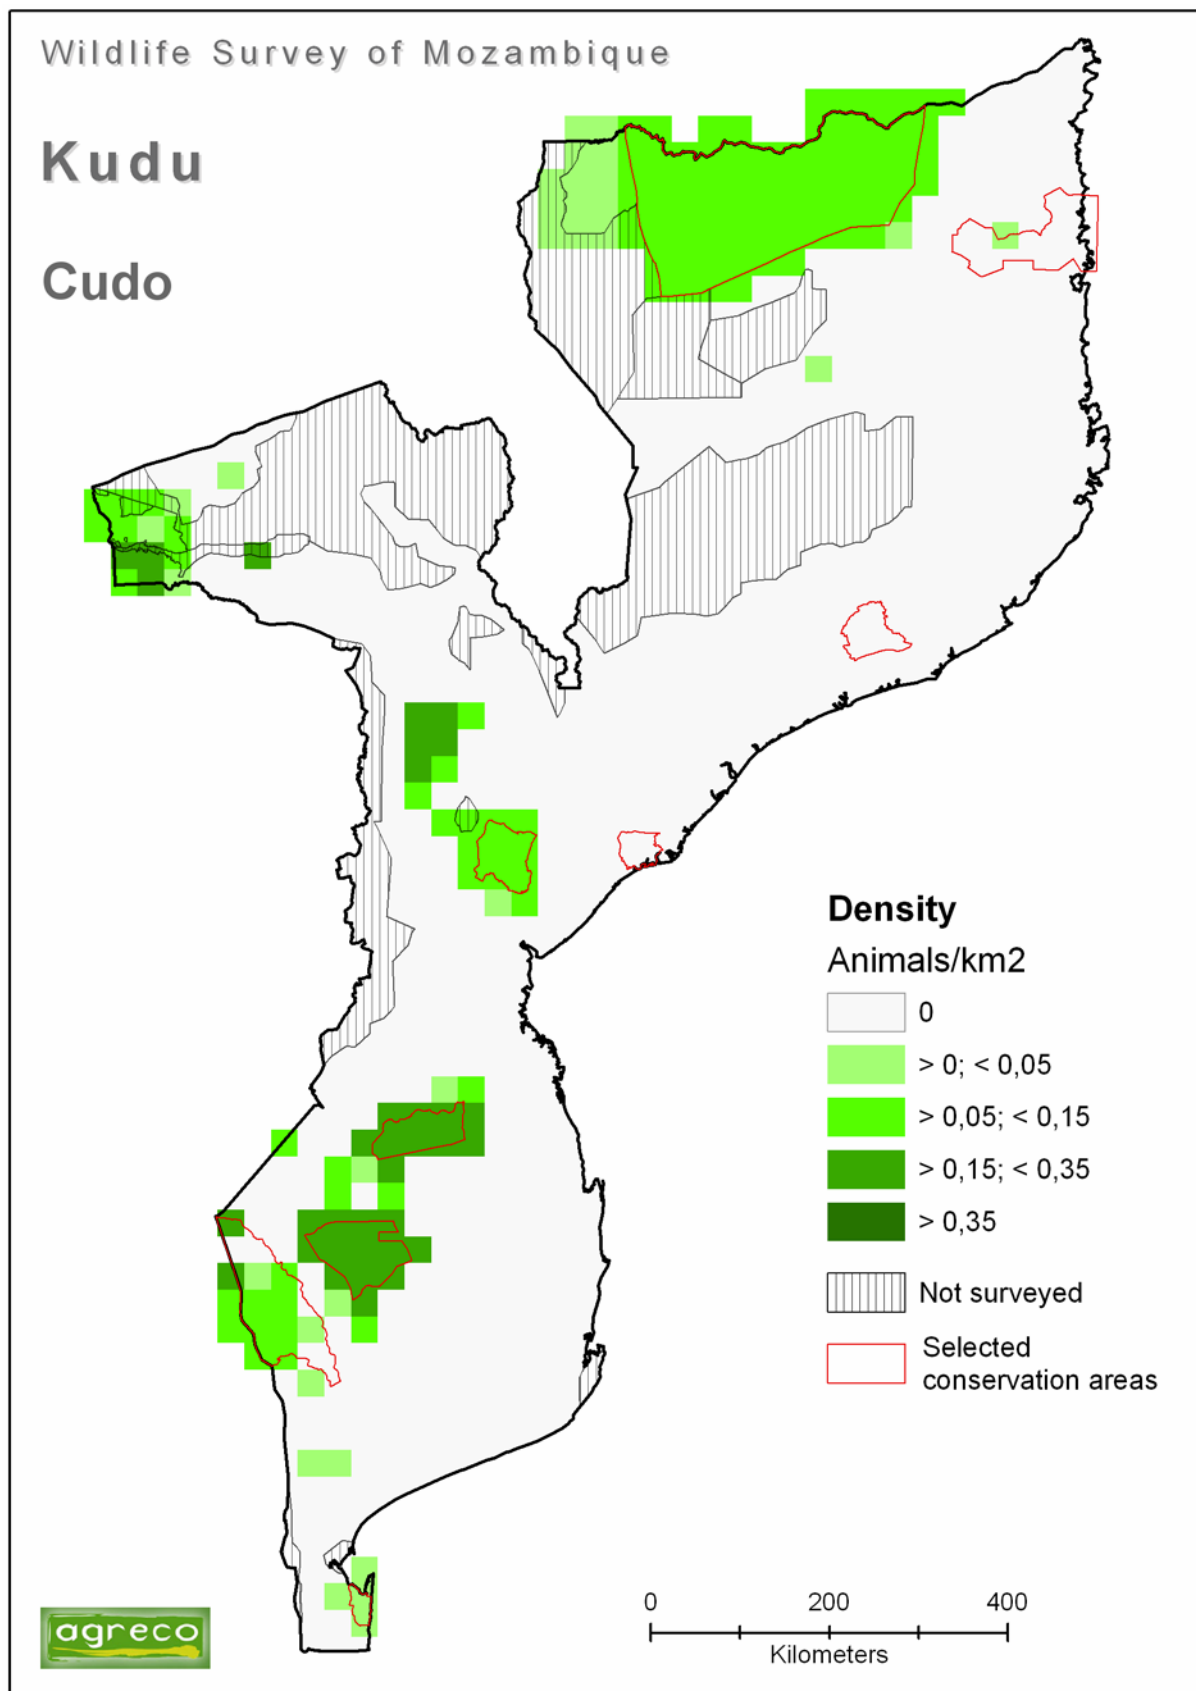 Wildlife Survey of Mozambique
Kudu
Cudo
Density
Animals/km2
0
> 0; < 0,05
> 0,05; < 0,15
> 0,15; < 0,35
> 0,35
Not surveyed
Selected
conservation areas
agreco
0 200 400
Kilometers